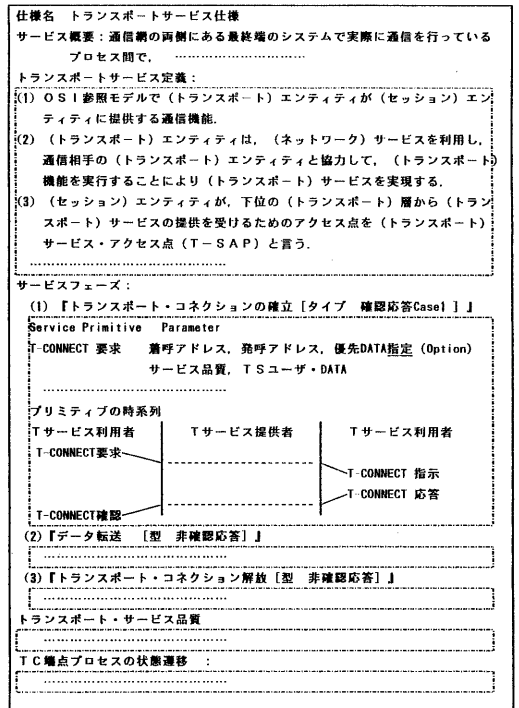 仕様名　トランスポートサービス仕様
サービス概要：通信網の両側にある最終端のシステムで実際に通信を行っている
プロセス間で， …………………………
トランスポートサービス定義：
(1) ＯＳＩ参照モデルで（トランスポート）エンティティが（セッション）エン
ティティに提供する通信機能．
(2) （トランスポート）エンティティは，（ネットワーク）サービスを利用し，
通信相手の（トランスポート）エンティティと協力して，（トランスポート）
機能を実行することにより（トランスポート）サービスを実現する．
(3) （セッション）エンティティが，下位の（トランスポート）層から（トラン
スポート）サービスの提供を受けるためのアクセス点を（トランスポート）
サービス・アクセス点（Ｔ－ＳＡＰ）と言う．
……………………………………
サービスフェーズ：
(1) 『トランスポート・コネクションの確立［タイプ　確認応答Case1 ］』
Service Primitive　Parameter
T-CONNECT 要求　着呼アドレス，発呼アドレス，優先DATA指定 (Option)
サービス品質，ＴＳユーザ・DATA
……………………………………
プリミティブの時系列
Ｔサービス利用者　Ｔサービス提供者　Ｔサービス利用者
T-CONNECT要求
T-CONNECT 指示
T-CONNECT 応答
T-CONNECT確認
(2)『データ転送　［型　非確認応答］』
……………………………………
(3)『トランスポート・コネクション解放［型　非確認応答］』
……………………………………
トランスポート・サービス品質
……………………………………
ＴＣ端点プロセスの状態遷移　：
……………………………………